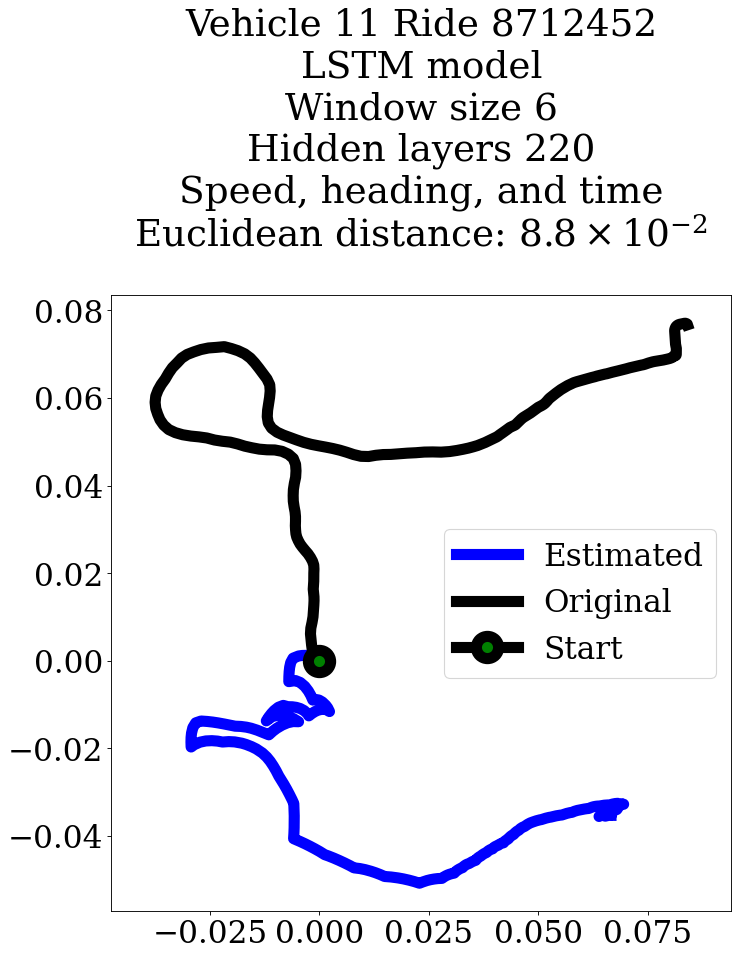 Vehicle 11 Ride 8712452
LSTM model
Window size 6
Hidden layers 220
Speed, heading, and time
Euclidean distance: 8.8 × 10⁻²
0.08
0.06
0.04
0.02
0.00
−0.02
−0.04
Estimated
Original
Start
−0.025 0.000 0.025 0.050 0.075